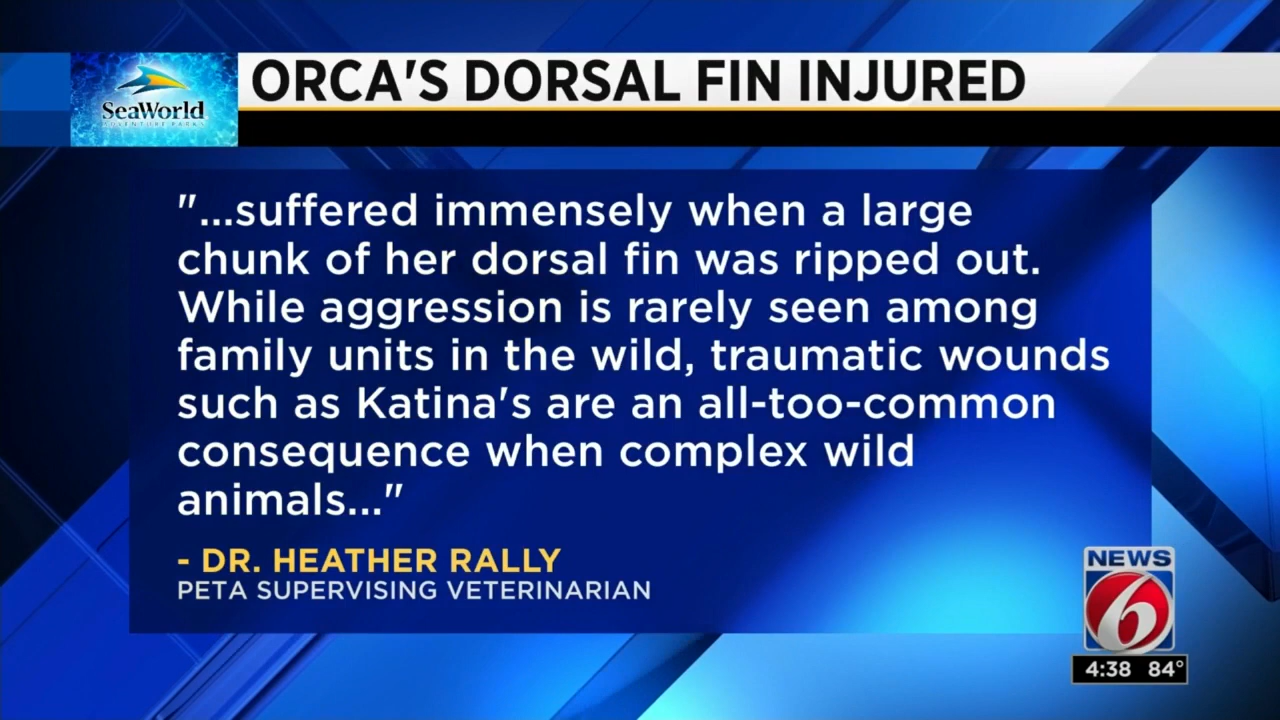 SeaWorld
ADVENTURE PARKS
ORCA'S DORSAL FIN INJURED
"...suffered immensely when a large
chunk of her dorsal fin was ripped out.
While aggression is rarely seen among
family units in the wild, traumatic wounds
such as Katina's are an all-too-common
consequence when complex wild
animals..."
- DR. HEATHER RALLY
PETA SUPERVISING VETERINARIAN
NEWS
6
4:38 84°